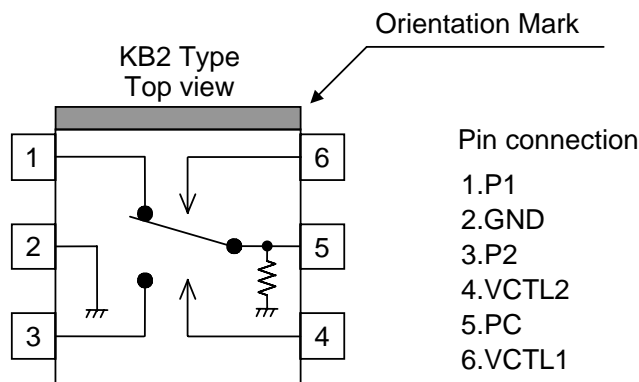 Orientation Mark
KB2 Type
Top view
1
6
2
5
3
4
Pin connection
1.P1
2.GND
3.P2
4.VCTL2
5.PC
6.VCTL1